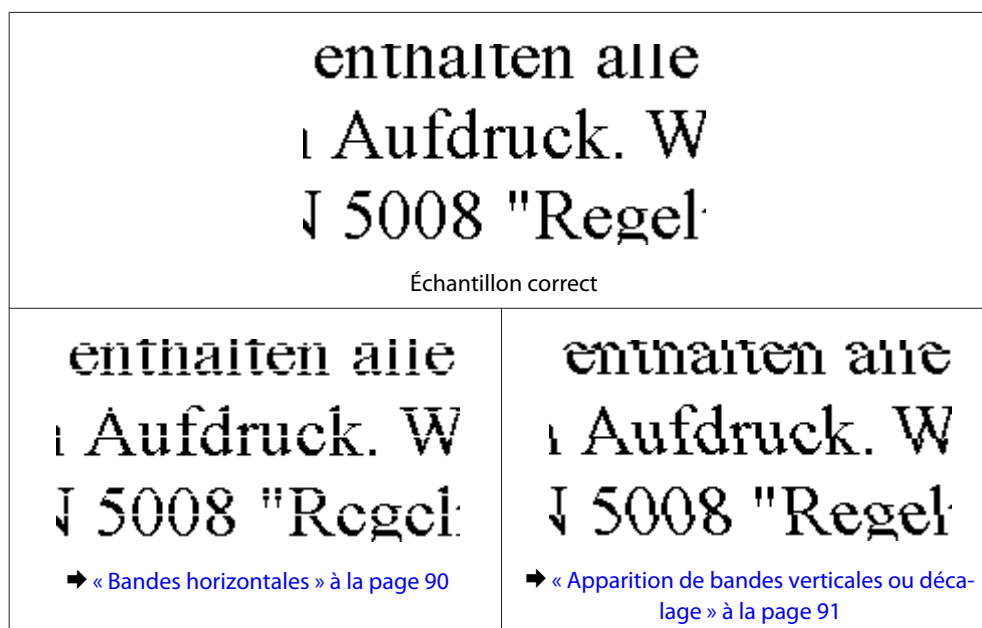 enthalten alle
Aufdruck. W
5008 "Regel
Échantillon correct
enthalten alle
Aufdruck. W
N 5008 "Regel
enthalten alle
Aufdruck. W
5008 "Regel
➡ « Bandes horizontales » à la page 90
➡ « Apparition de bandes verticales ou déca-
lage » à la page 91